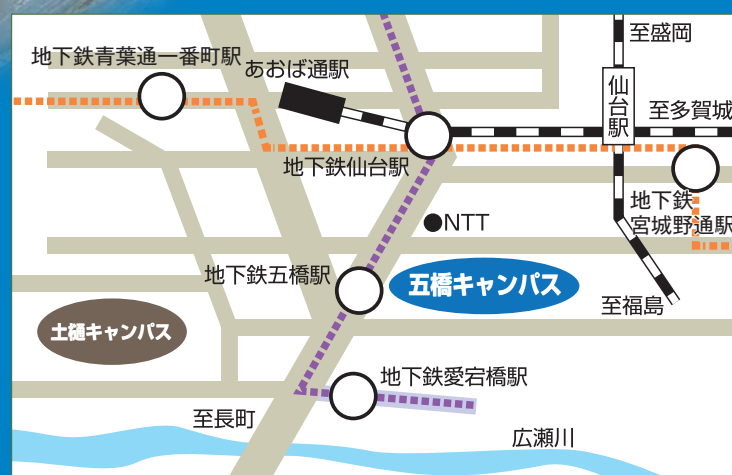 至盛岡
地下鉄青葉通一番町駅
あおば通駅
仙台駅
至多賀城
地下鉄仙台駅
地下鉄
宮城野通駅
NTT
地下鉄五橋駅
五橋キャンパス
至福島
土樋キャンパス
地下鉄愛宕橋駅
至長町
広瀬川